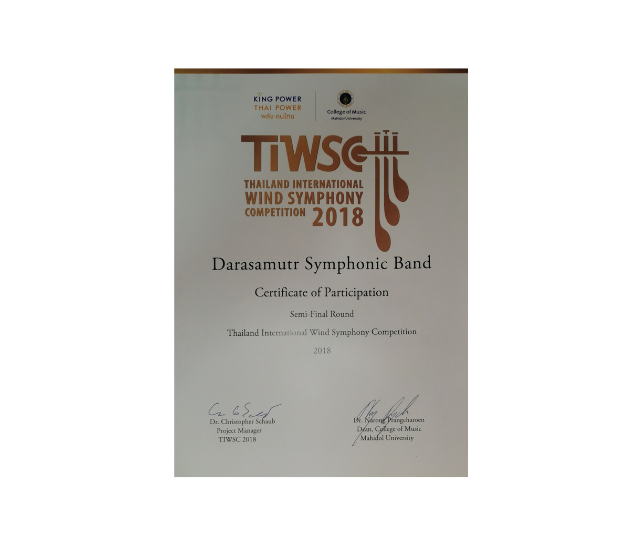 KING POWER
THAI POWER
พลังคนไทย
College of Music
Mahidol University
TIWSC
THAILAND INTERNATIONAL
WIND SYMPHONY
COMPETITION 2018
Darasamutr Symphonic Band
Certificate of Participation
Semi-Final Round
Thailand International Wind Symphony Competition
2018
Dr. Christopher Schaub
Project Manager
TIWSC 2018
Dr. Narong Prangcharoen
Dean, College of Music
Mahidol University